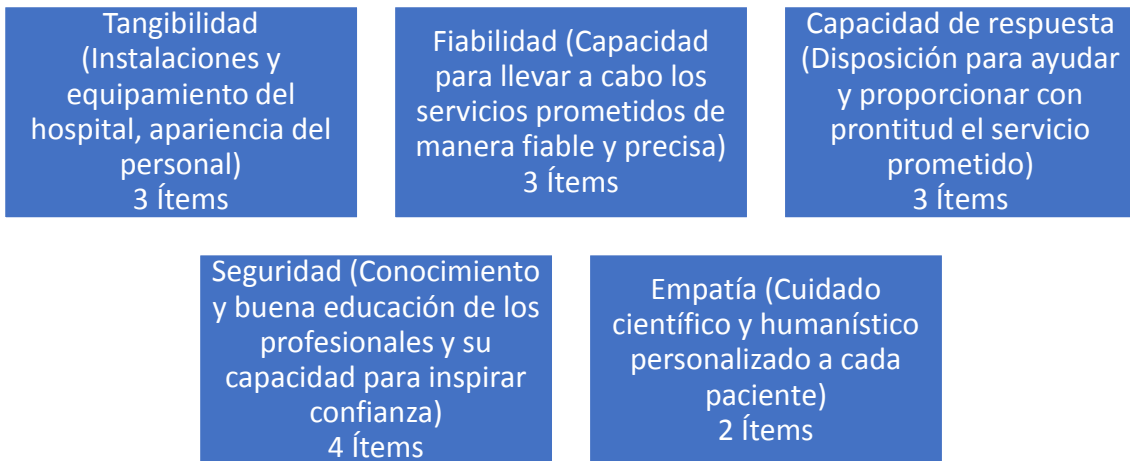 Tangibilidad
(Instalaciones y
equipamiento del
hospital, apariencia del
personal)
3 Ítems
Fiabilidad (Capacidad
para llevar a cabo los
servicios prometidos de
manera fiable y precisa)
3 Ítems
Capacidad de respuesta
(Disposición para ayudar
y proporcionar con
prontitud el servicio
prometido)
3 Ítems
Seguridad (Conocimiento
y buena educación de los
profesionales y su
capacidad para inspirar
confianza)
4 Ítems
Empatía (Cuidado
científico y humanístico
personalizado a cada
paciente)
2 Ítems